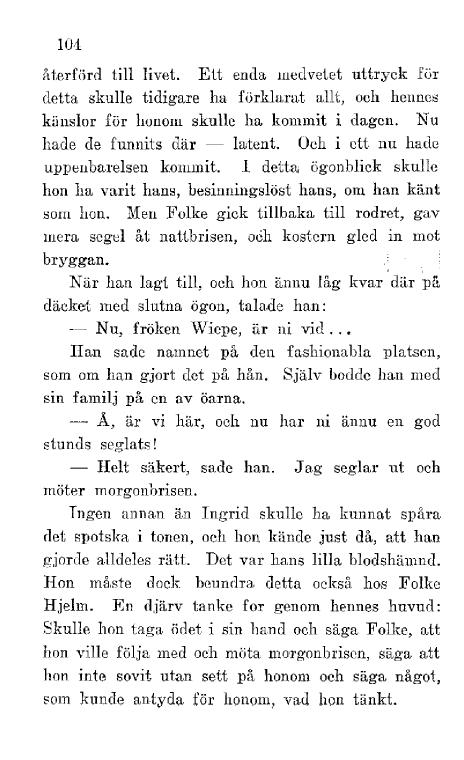 104
återförd till livet. Ett enda medvetet uttryck för
detta skulle tidigare ha förklarat allt, och hennes
känslor för honom skulle ha kommit i dagen. Nu
hade de funnits där — latent. Och i ett nu hade
uppenbarelsen kommit. I detta ögonblick skulle
hon ha varit hans, besinningslöst hans, om han känt
som hon. Men Folke gick tillbaka till rodret, gav
mera segel åt nattbrisen, och kostern gled in mot
bryggan.
När han lagt till, och hon ännu låg kvar där på
däcket med slutna ögon, talade han:
— Nu, fröken Wiepe, är ni vid ...
Han sade namnet på den fashionabla platsen,
som om han gjort det på hån. Själv bodde han med
sin familj på en av öarna.
— Å, är vi här, och nu har ni ännu en god
stunds seglats!
— Helt säkert, sade han. Jag seglar ut och
möter morgonbrisen.
Ingen annan än Ingrid skulle ha kunnat spåra
det spotska i tonen, och hon kände just då, att han
gjorde alldeles rätt. Det var hans lilla blodshämnd.
Hon måste dock beundra detta också hos Folke
Hjelm. En djärv tanke for genom hennes huvud:
Skulle hon taga ödet i sin hand och säga Folke, att
hon ville följa med och möta morgonbrisen, säga att
hon inte sovit utan sett på honom och säga något,
som kunde antyda för honom, vad hon tänkt.